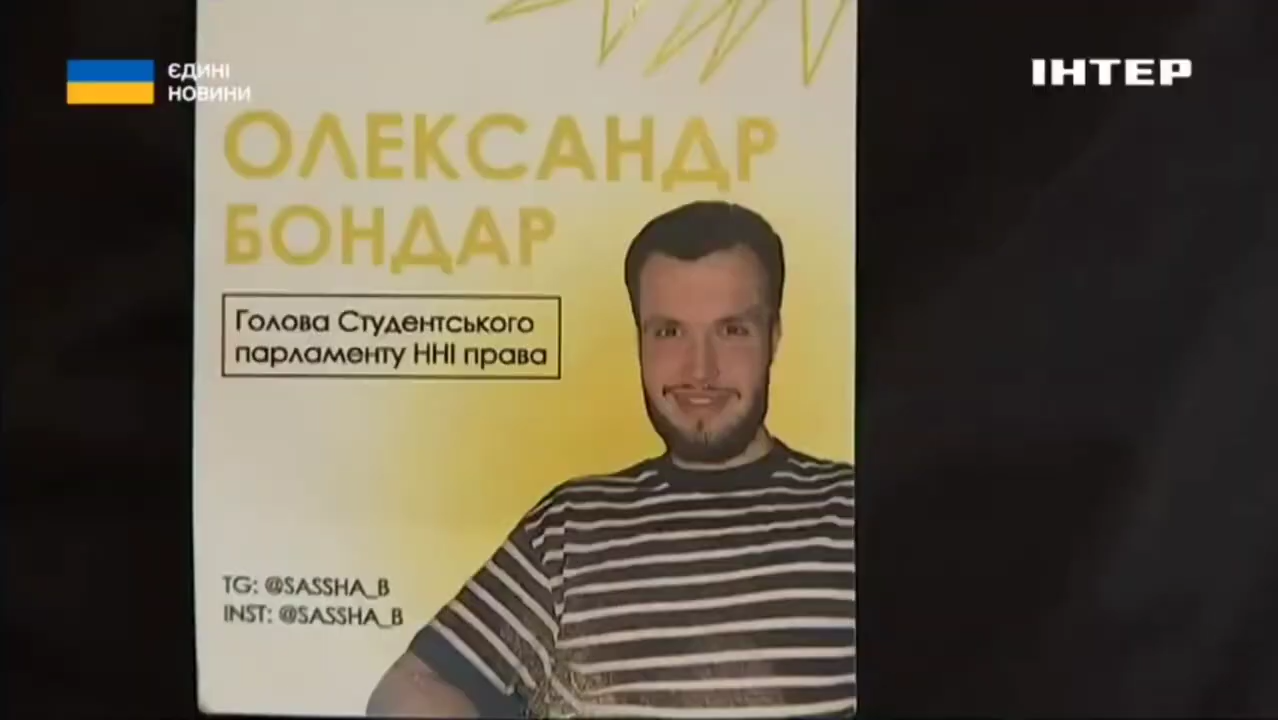 ЄДИНІ
НОВИНИ
ІНТЕР
ОЛЕКСАНДР
БОНДАР
Голова Студентського
парламенту ННІ права
TG: @SASSHA_B
INST: @SASSHA_B